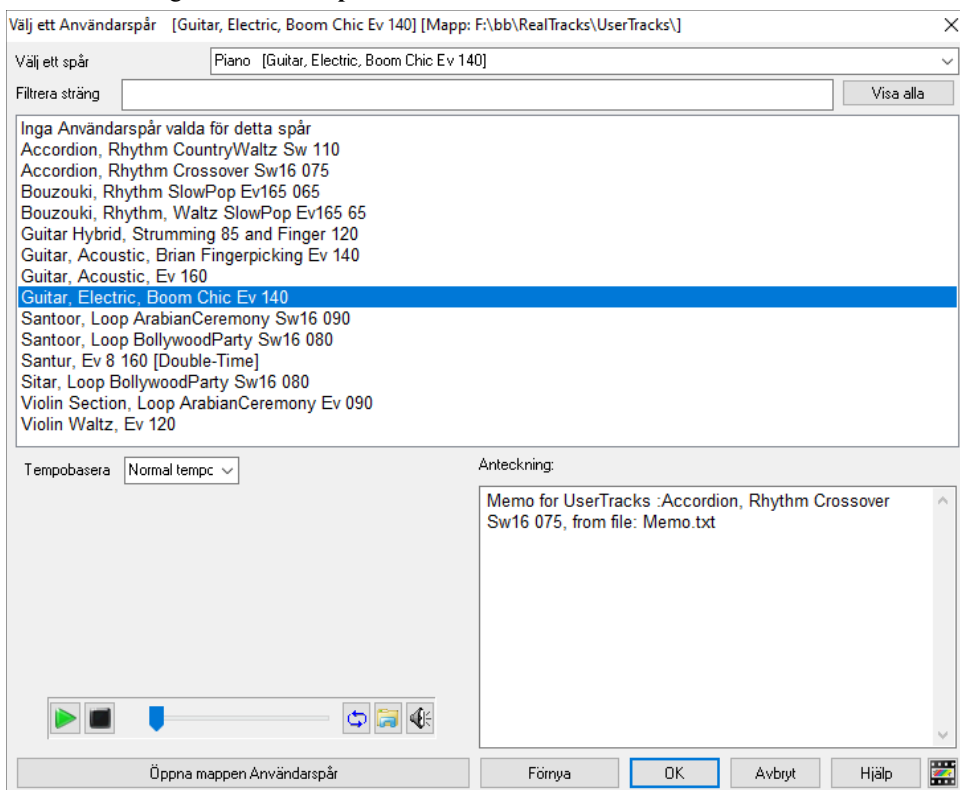 Välj ett Användarspår [Guitar, Electric, Boom Chic Ev 140] [Mapp: F:\bb\RealTracks\UserTracks\]
Välj ett spår Piano [Guitar, Electric, Boom Chic Ev 140]
Filtrera sträng Visa alla
Inga Användarspår valda för detta spår
Accordion, Rhythm CountryWaltz Sw 110
Accordion, Rhythm Crossover Sw16 075
Bouzouki, Rhythm SlowPop Ev165 065
Bouzouki, Rhythm, Waltz SlowPop Ev165 65
Guitar Hybrid, Strumming 85 and Finger 120
Guitar, Acoustic, Brian Fingerpicking Ev 140
Guitar, Acoustic, Ev 160
Guitar, Electric, Boom Chic Ev 140
Santoor, Loop ArabianCeremony Sw16 090
Santoor, Loop BollywoodParty Sw16 080
Santur, Ev 8 160 [Double-Time]
Sitar, Loop BollywoodParty Sw16 080
Violin Section, Loop ArabianCeremony Ev 090
Violin Waltz, Ev 120
Tempobasera Normal tempo
Anteckning:
Memo for UserTracks :Accordion, Rhythm Crossover
Sw16 075, from file: Memo.txt
Öppna mappen Användarspår Förnya OK Avbryt Hjälp